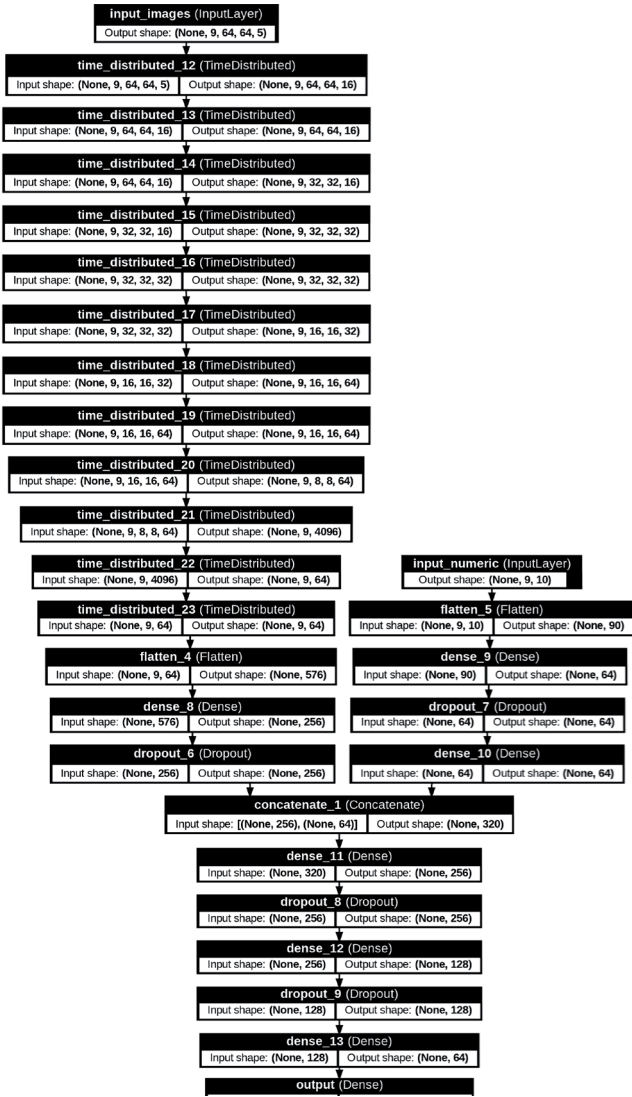 input_images (InputLayer)
Output shape: (None, 9, 64, 64, 5)
time_distributed_12 (TimeDistributed)
Input shape: (None, 9, 64, 64, 5) Output shape: (None, 9, 64, 64, 16)
time_distributed_13 (TimeDistributed)
Input shape: (None, 9, 64, 64, 16) Output shape: (None, 9, 64, 64, 16)
time_distributed_14 (TimeDistributed)
Input shape: (None, 9, 64, 64, 16) Output shape: (None, 9, 32, 32, 16)
time_distributed_15 (TimeDistributed)
Input shape: (None, 9, 32, 32, 16) Output shape: (None, 9, 32, 32, 32)
time_distributed_16 (TimeDistributed)
Input shape: (None, 9, 32, 32, 32) Output shape: (None, 9, 32, 32, 32)
time_distributed_17 (TimeDistributed)
Input shape: (None, 9, 32, 32, 32) Output shape: (None, 9, 16, 16, 32)
time_distributed_18 (TimeDistributed)
Input shape: (None, 9, 16, 16, 32) Output shape: (None, 9, 16, 16, 64)
time_distributed_19 (TimeDistributed)
Input shape: (None, 9, 16, 16, 64) Output shape: (None, 9, 16, 16, 64)
time_distributed_20 (TimeDistributed)
Input shape: (None, 9, 16, 16, 64) Output shape: (None, 9, 8, 8, 64)
time_distributed_21 (TimeDistributed)
Input shape: (None, 9, 8, 8, 64) Output shape: (None, 9, 4096)
time_distributed_22 (TimeDistributed)
Input shape: (None, 9, 4096) Output shape: (None, 9, 64)
time_distributed_23 (TimeDistributed)
Input shape: (None, 9, 64) Output shape: (None, 9, 64)
flatten_4 (Flatten)
Input shape: (None, 9, 64) Output shape: (None, 576)
dense_8 (Dense)
Input shape: (None, 576) Output shape: (None, 256)
dropout_6 (Dropout)
Input shape: (None, 256) Output shape: (None, 256)
input_numeric (InputLayer)
Output shape: (None, 9, 10)
flatten_5 (Flatten)
Input shape: (None, 9, 10) Output shape: (None, 90)
dense_9 (Dense)
Input shape: (None, 90) Output shape: (None, 64)
dropout_7 (Dropout)
Input shape: (None, 64) Output shape: (None, 64)
dense_10 (Dense)
Input shape: (None, 64) Output shape: (None, 64)
concatenate_1 (Concatenate)
Input shape: [(None, 256), (None, 64)] Output shape: (None, 320)
dense_11 (Dense)
Input shape: (None, 320) Output shape: (None, 256)
dropout_8 (Dropout)
Input shape: (None, 256) Output shape: (None, 256)
dense_12 (Dense)
Input shape: (None, 256) Output shape: (None, 128)
dropout_9 (Dropout)
Input shape: (None, 128) Output shape: (None, 128)
dense_13 (Dense)
Input shape: (None, 128) Output shape: (None, 64)
output (Dense)